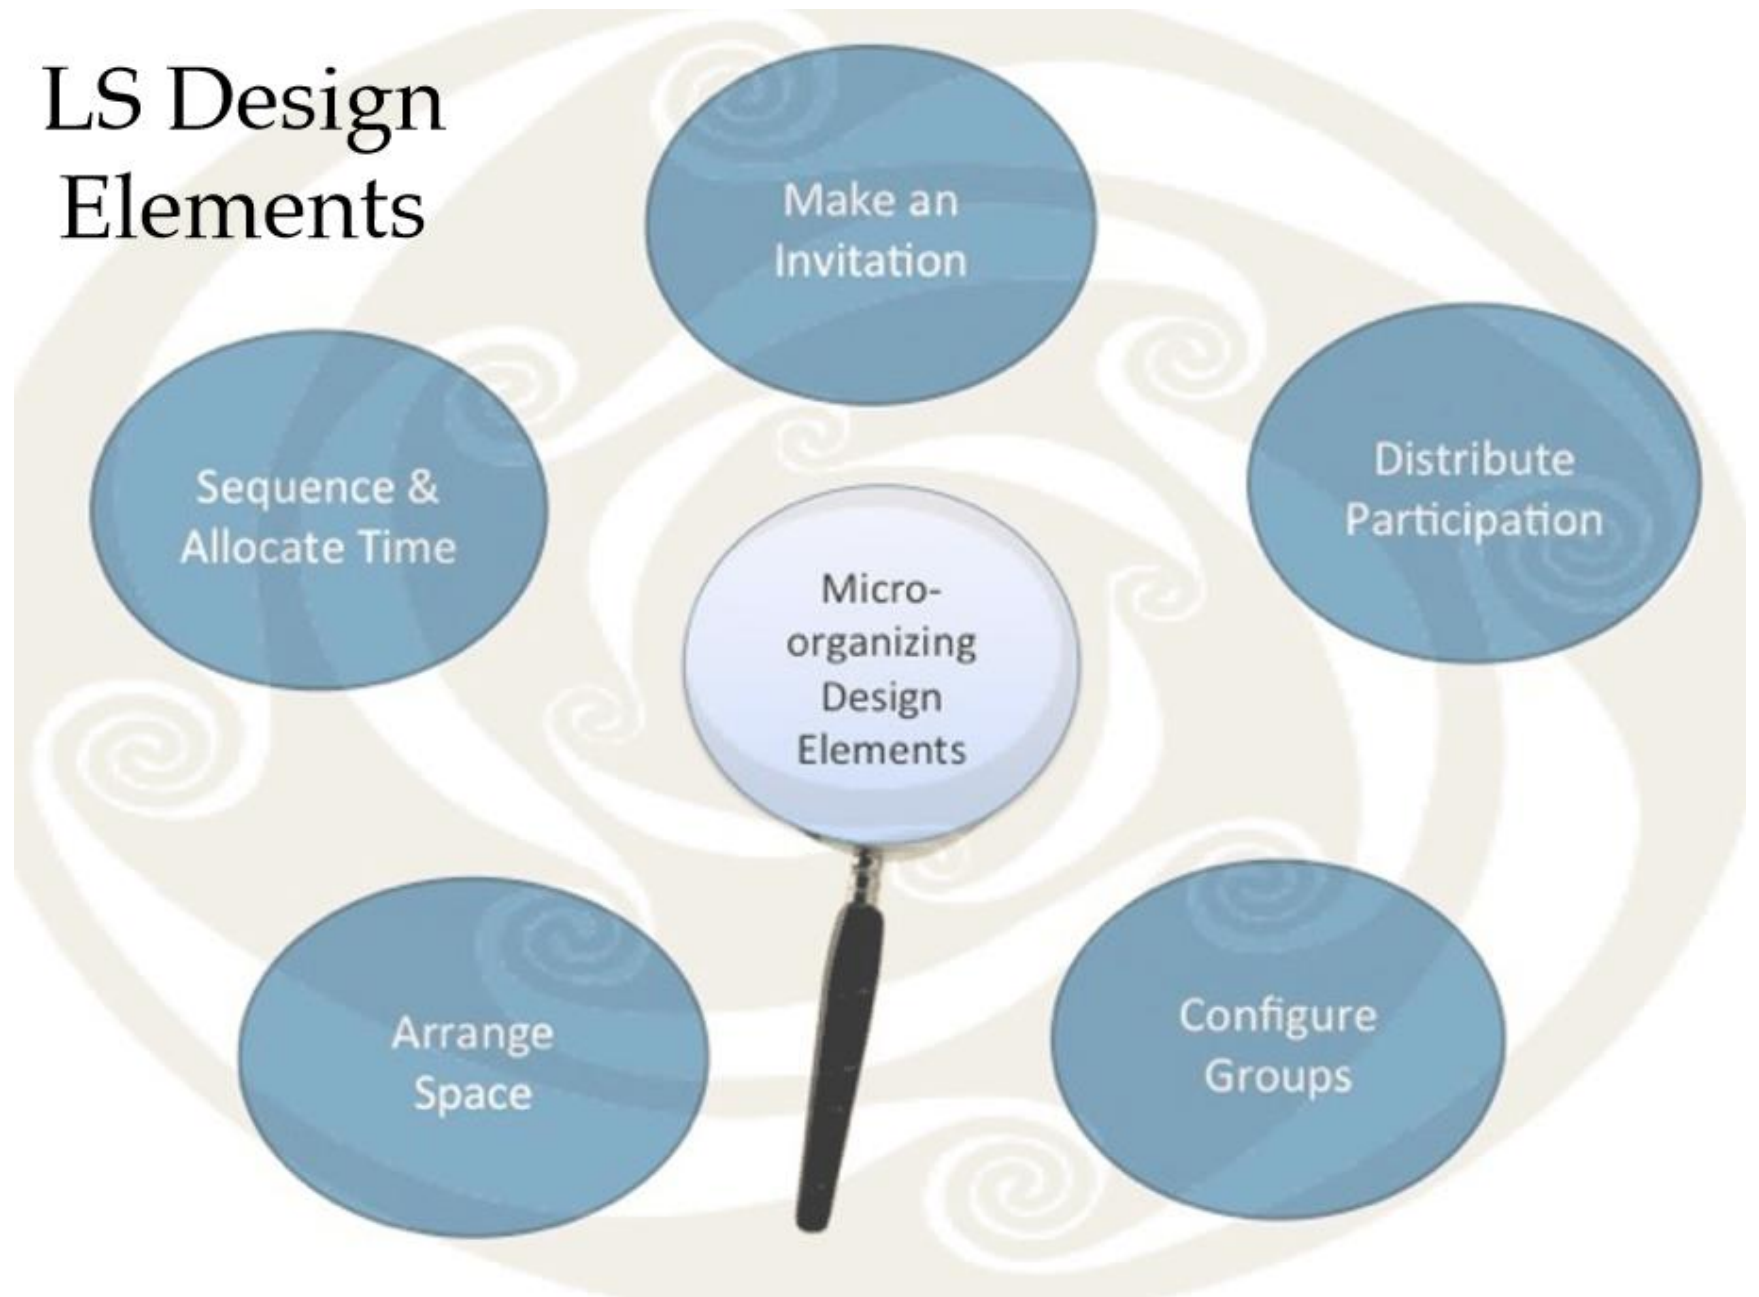 LS Design
Elements
Make an
Invitation
Distribute
Participation
Sequence &
Allocate Time
Micro-
organizing
Design
Elements
Configure
Groups
Arrange
Space